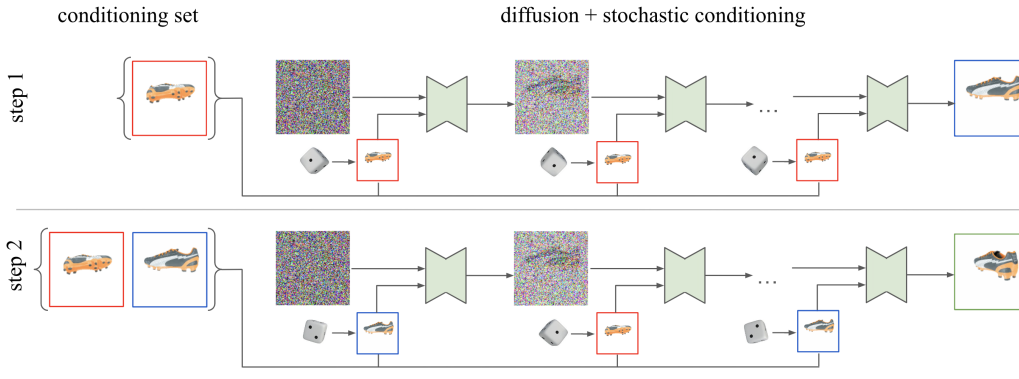 conditioning set
diffusion + stochastic conditioning
step 1
...
step 2
...